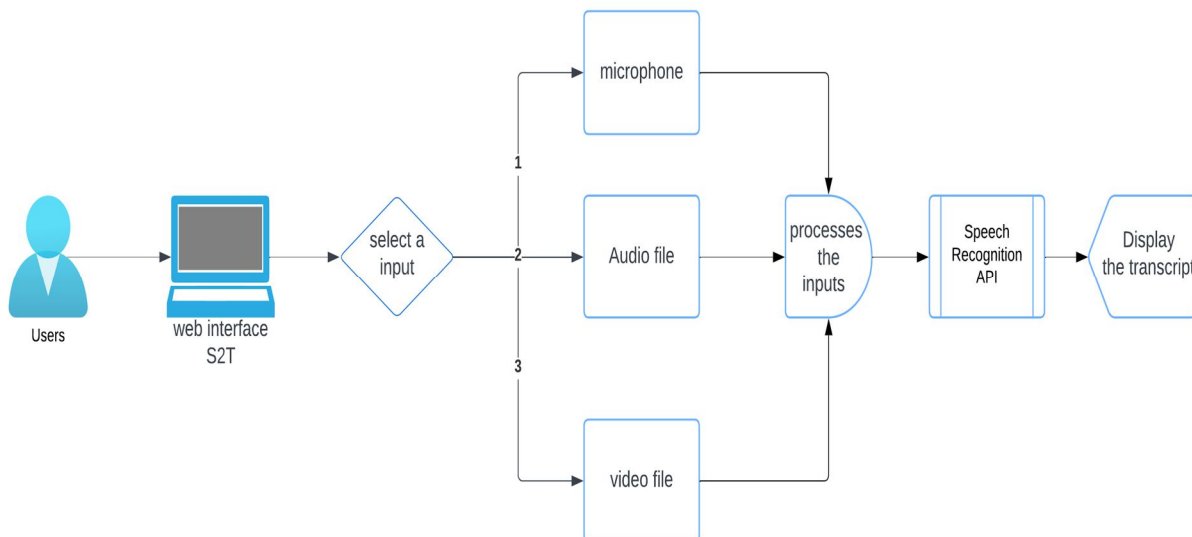 Users
web interface
S2T
select a
input
1
2
3
microphone
Audio file
video file
processes
the
inputs
Speech
Recognition
API
Display
the transcript